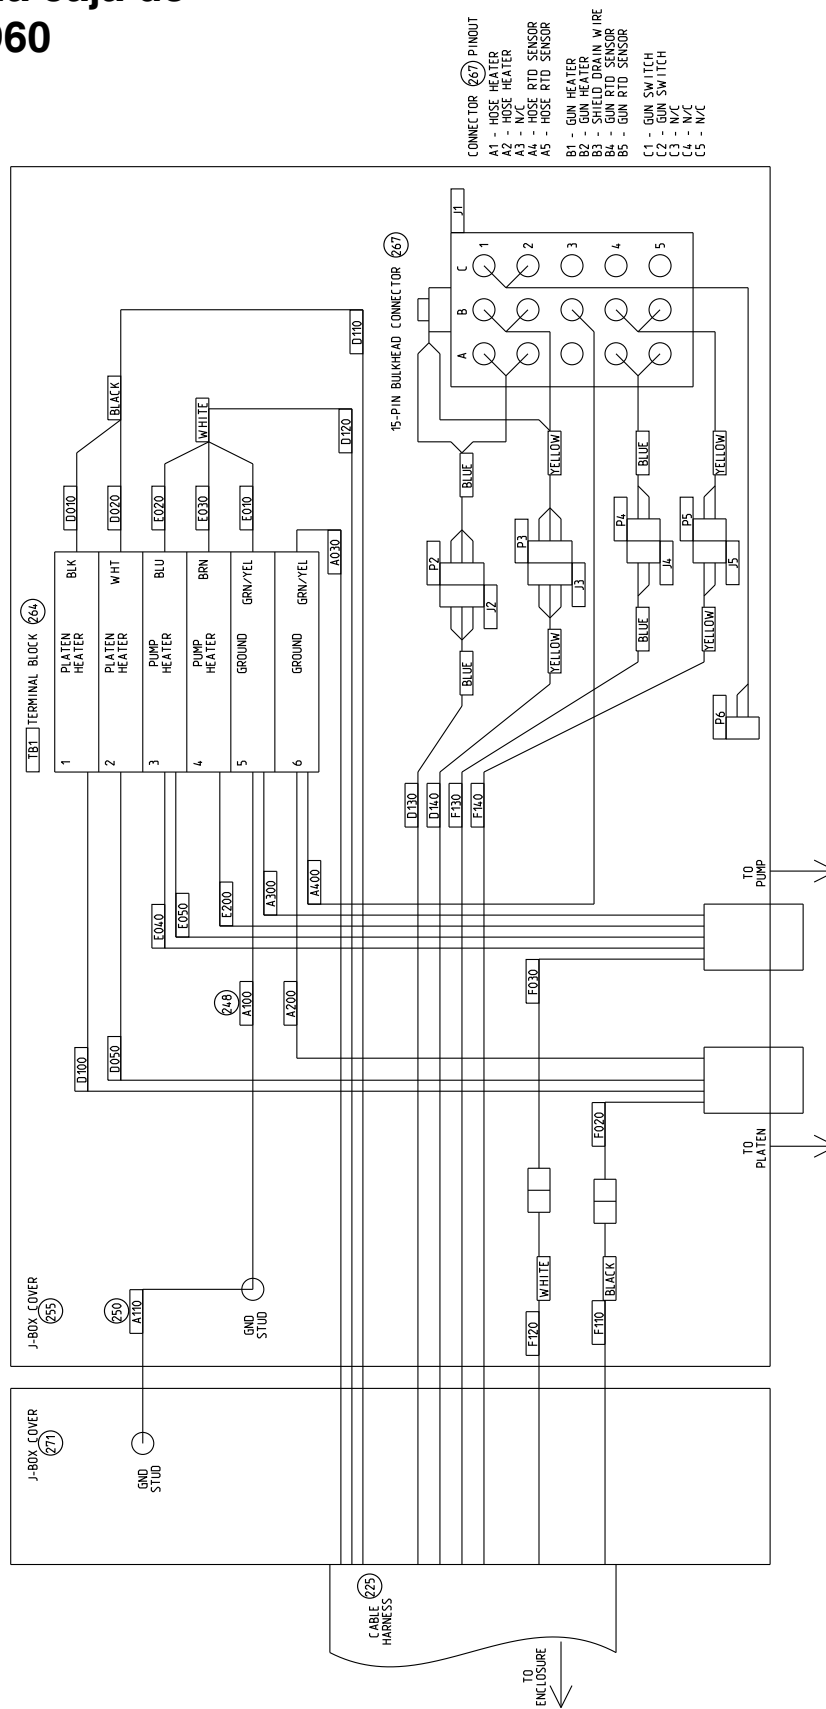 960
CONNECTOR 267 PINOUT
A1 - HOSE HEATER
A2 - HOSE HEATER
A3 - N/C
A4 - HOSE RTD SENSOR
A5 - HOSE RTD SENSOR
B1 - GUN HEATER
B2 - GUN HEATER
B3 - SHIELD DRAIN WIRE
B4 - GUN RTD SENSOR
B5 - GUN RTD SENSOR
C1 - GUN SWITCH
C2 - GUN SWITCH
C3 - N/C
C4 - N/C
C5 - N/C
15-PIN BULKHEAD CONNECTOR 267
J1
A B C
1
2
3
4
5
TB1 TERMINAL BLOCK 264
1 PLATEN
HEATER
BLK
2 PLATEN
HEATER
WHT
3 PUMP
HEATER
BLU
4 PUMP
HEATER
BRN
5 GROUND GRN/YEL
6 GROUND GRN/YEL
D010
D020
E020
E030
E010
A030
BLACK
WHITE
D110
D120
BLUE
YELLOW
BLUE
YELLOW
P2
P3
P4
P5
J2
J3
J4
J5
BLUE
YELLOW
BLUE
YELLOW
P6
D130
D140
F130
F140
E040
E050
E200
A300
A400
D100
D050
248
A100
A200
F030
F020
TO
PUMP
TO
PLATEN
WHITE
BLACK
F120
F110
J-BOX COVER
255
250
A110
GND
STUD
J-BOX COVER
271
GND
STUD
CABLE 225
HARNESS
TO
ENCLOSURE